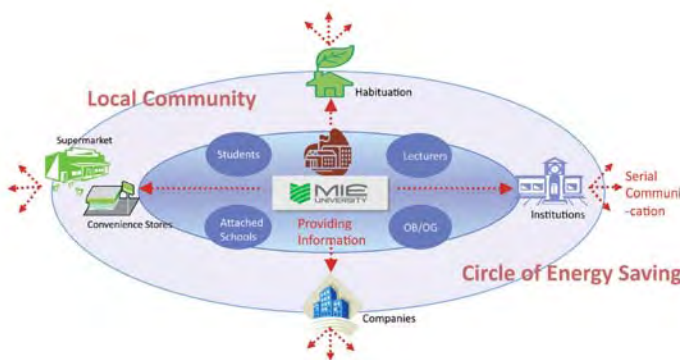 Habituation
Local Community
Supermarket
Students
Lecturers
MIE
UNIVERSITY
Institutions
Serial
Communi
-cation
Convenience Stores
Attached
Schools
Providing
Information
OB/OG
Circle of Energy Saving
Companies